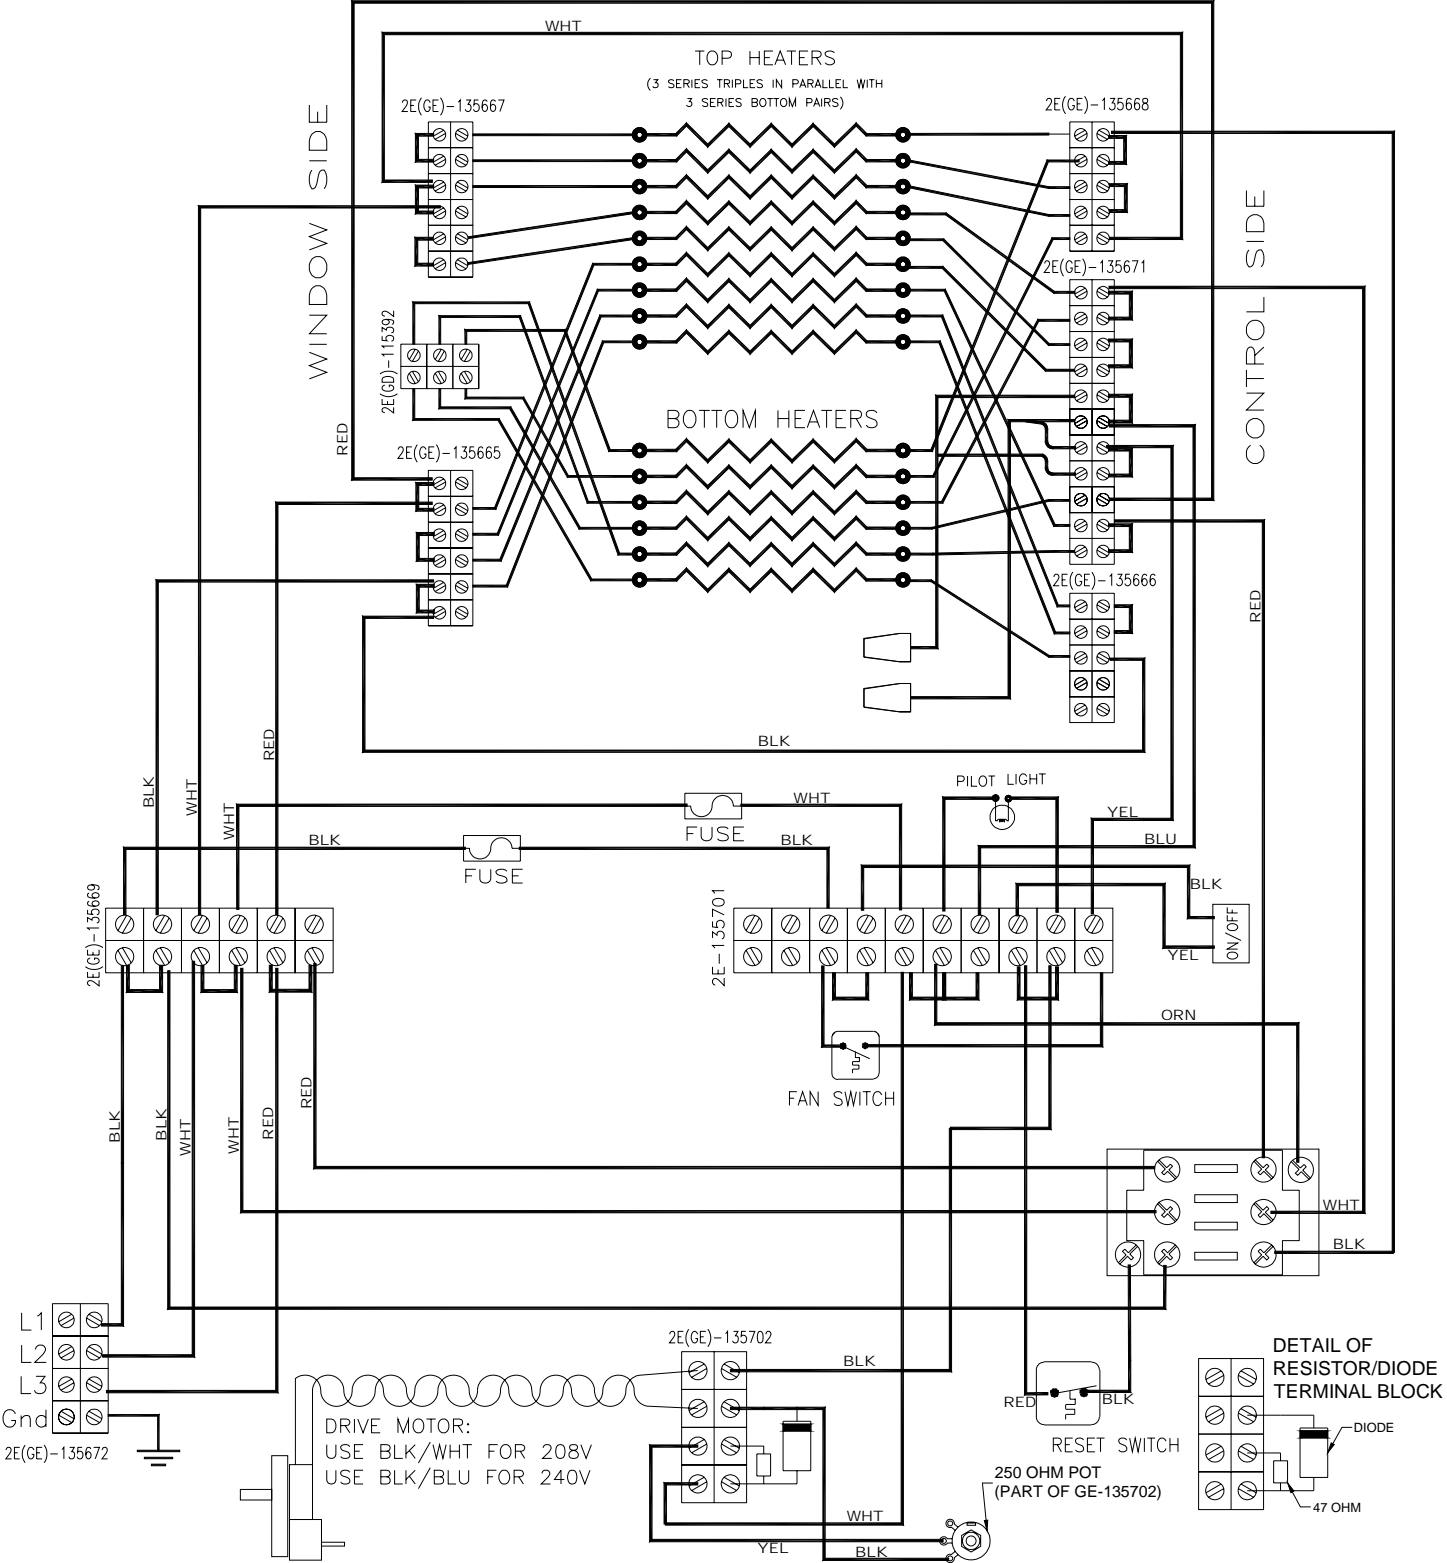 WHT
TOP HEATERS
(3 SERIES TRIPLES IN PARALLEL WITH
3 SERIES BOTTOM PAIRS)
2E(GE)-135667
2E(GE)-135668
WINDOW SIDE
CONTROL SIDE
2E(GE)-135671
2E(GD)-115392
RED
BOTTOM HEATERS
2E(GE)-135665
2E(GE)-135666
RED
BLK
RED
BLK
WHT
WHT
PILOT LIGHT
WHT
FUSE
YEL
BLK
FUSE
BLK
BLU
BLK
2E(GE)-135669
2E-135701
ON/OFF
YEL
ORN
FAN SWITCH
BLK
BLK
WHT
WHT
RED
RED
WHT
BLK
L1
L2
L3
Gnd
2E(GE)-135672
2E(GE)-135702
BLK
DRIVE MOTOR:
USE BLK/WHT FOR 208V
USE BLK/BLU FOR 240V
RED
BLK
RESET SWITCH
250 OHM POT
(PART OF GE-135702)
WHT
YEL
BLK
DETAIL OF
RESISTOR/DIODE
TERMINAL BLOCK
DIODE
47 OHM